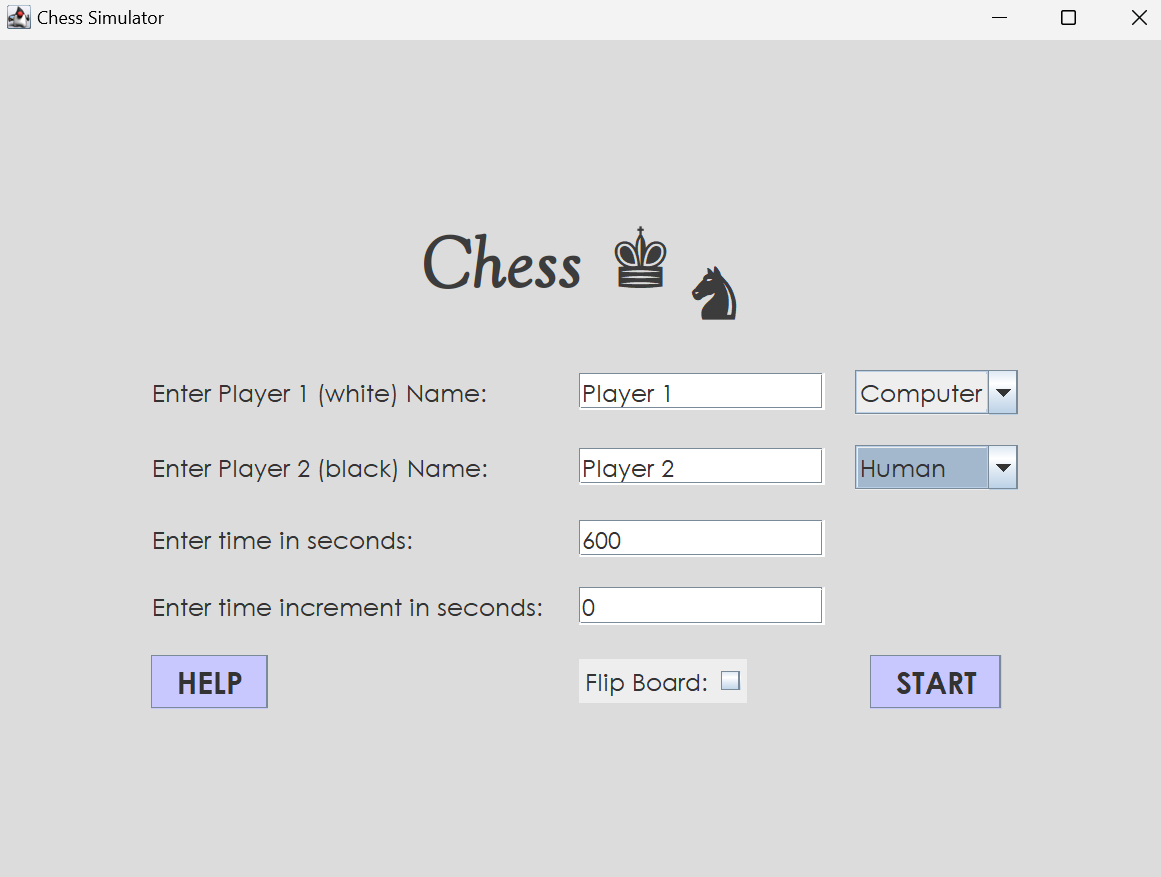 Chess Simulator
Chess
Enter Player 1 (white) Name: Player 1 Computer
Enter Player 2 (black) Name: Player 2 Human
Enter time in seconds: 600
Enter time increment in seconds: 0
HELP Flip Board: START